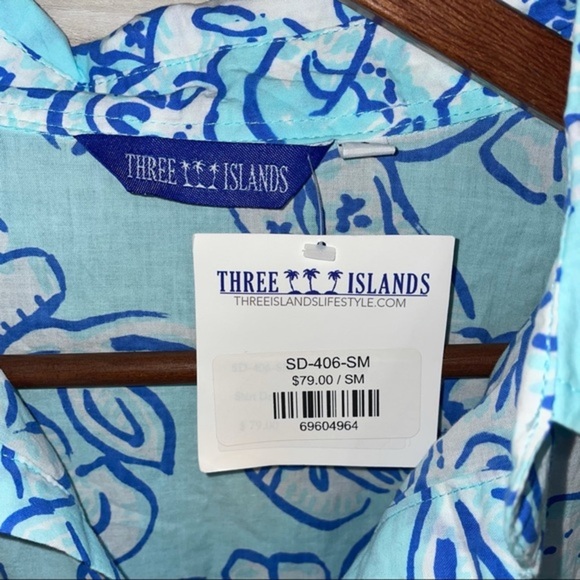 THREE ISLANDS
THREE ISLANDS
THREEISLANDSLIFESTYLE.COM
SD-406-SM
$79.00 / SM
69604964